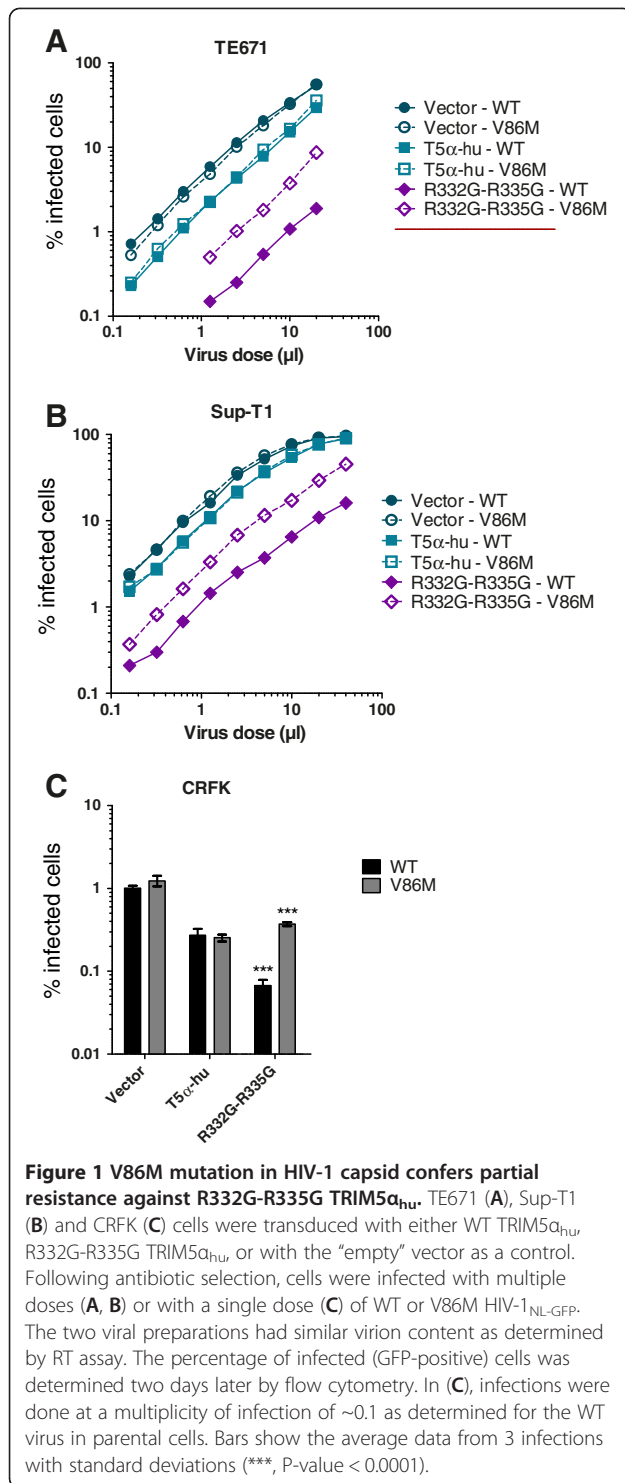 A
TE671
100
10
1
0.1
% infected cells
0.1
1
10
100
Virus dose (µl)
Vector - WT
Vector - V86M
T5α-hu - WT
T5α-hu - V86M
R332G-R335G - WT
R332G-R335G - V86M
B
Sup-T1
100
10
1
0.1
% infected cells
0.1
1
10
100
Virus dose (µl)
Vector - WT
Vector - V86M
T5α-hu - WT
T5α-hu - V86M
R332G-R335G - WT
R332G-R335G - V86M
C
CRFK
10
1
0.1
0.01
% infected cells
***
***
Vector
T5α-hu
R332G-R335G
WT
V86M
Figure 1 V86M mutation in HIV-1 capsid confers partial
resistance against R332G-R335G TRIM5αhu. TE671 (A), Sup-T1
(B) and CRFK (C) cells were transduced with either WT TRIM5αhu,
R332G-R335G TRIM5αhu, or with the “empty” vector as a control.
Following antibiotic selection, cells were infected with multiple
doses (A, B) or with a single dose (C) of WT or V86M HIV-1NL-GFP.
The two viral preparations had similar virion content as determined
by RT assay. The percentage of infected (GFP-positive) cells was
determined two days later by flow cytometry. In (C), infections were
done at a multiplicity of infection of ~0.1 as determined for the WT
virus in parental cells. Bars show the average data from 3 infections
with standard deviations (***, P-value < 0.0001).